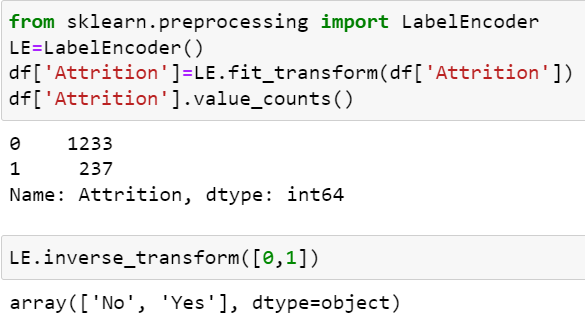 from sklearn.preprocessing import LabelEncoder
LE=LabelEncoder()
df['Attrition']=LE.fit_transform(df['Attrition'])
df['Attrition'].value_counts()
0    1233
1     237
Name: Attrition, dtype: int64
LE.inverse_transform([0,1])
array(['No', 'Yes'], dtype=object)